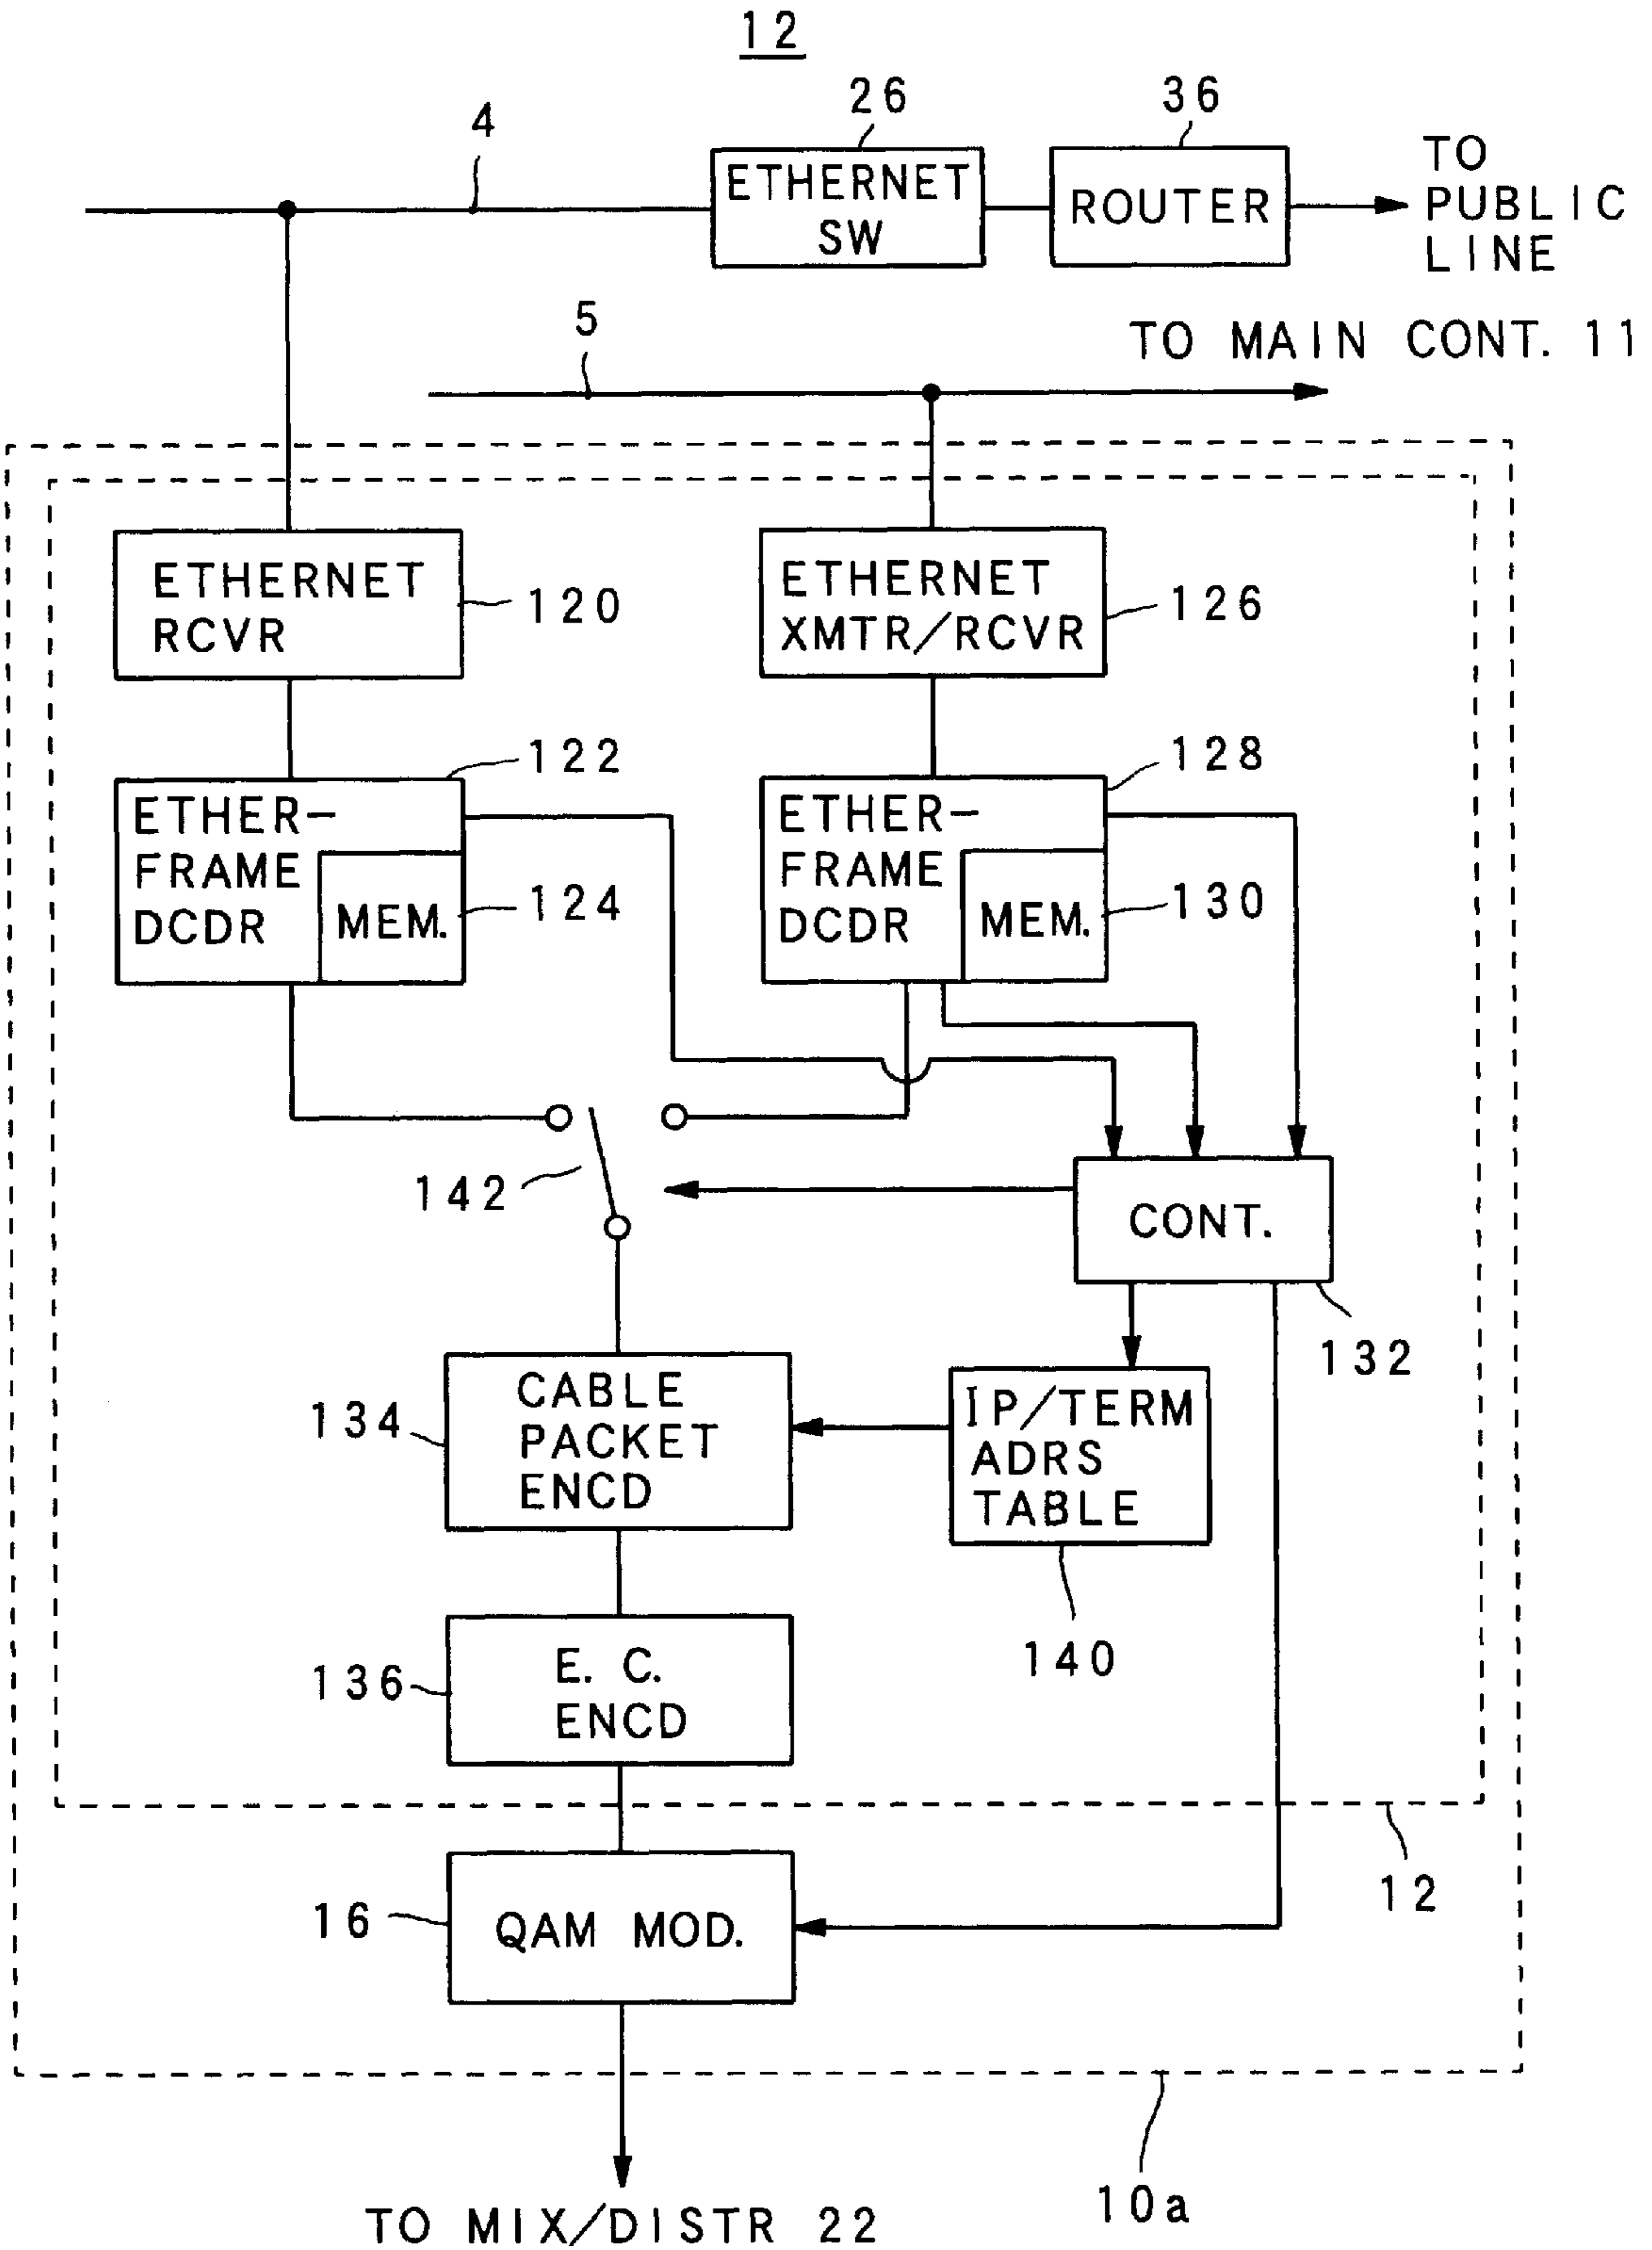 12
4
26
36
ETHERNET
SW
ROUTER
TO
PUBLIC
LINE
5
TO MAIN CONT. 11
ETHERNET
RCVR
120
ETHERNET
XMTR/RCVR
126
122
ETHER-
FRAME
DCDR
MEM.
124
128
ETHER-
FRAME
DCDR
MEM.
130
142
CONT.
132
134
CABLE
PACKET
ENCD
IP/TERM
ADRS
TABLE
140
136
E. C.
ENCD
12
16
QAM MOD.
10a
TO MIX/DISTR 22